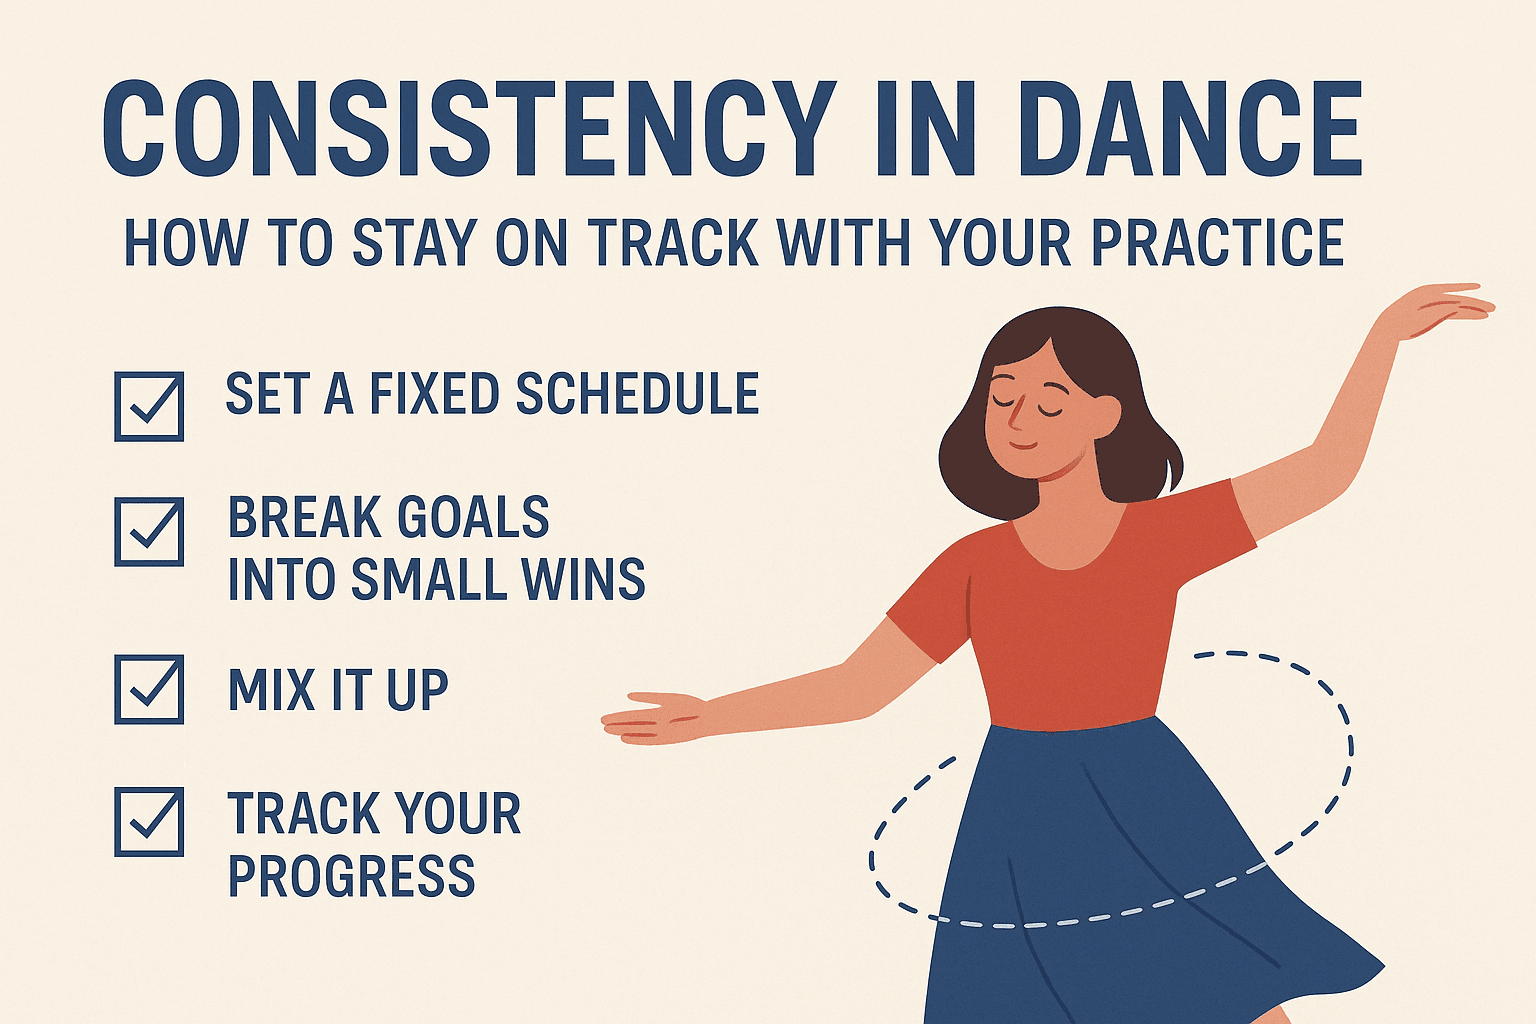 CONSISTENCY IN DANCE
HOW TO STAY ON TRACK WITH YOUR PRACTICE
SET A FIXED SCHEDULE
BREAK GOALS
INTO SMALL WINS
MIX IT UP
TRACK YOUR
PROGRESS